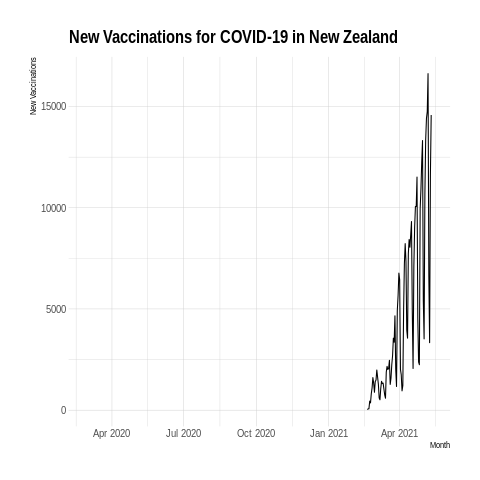 New Vaccinations for COVID-19 in New Zealand
New Vaccinations
15000
10000
5000
0
Apr 2020 Jul 2020 Oct 2020 Jan 2021 Apr 2021
Month